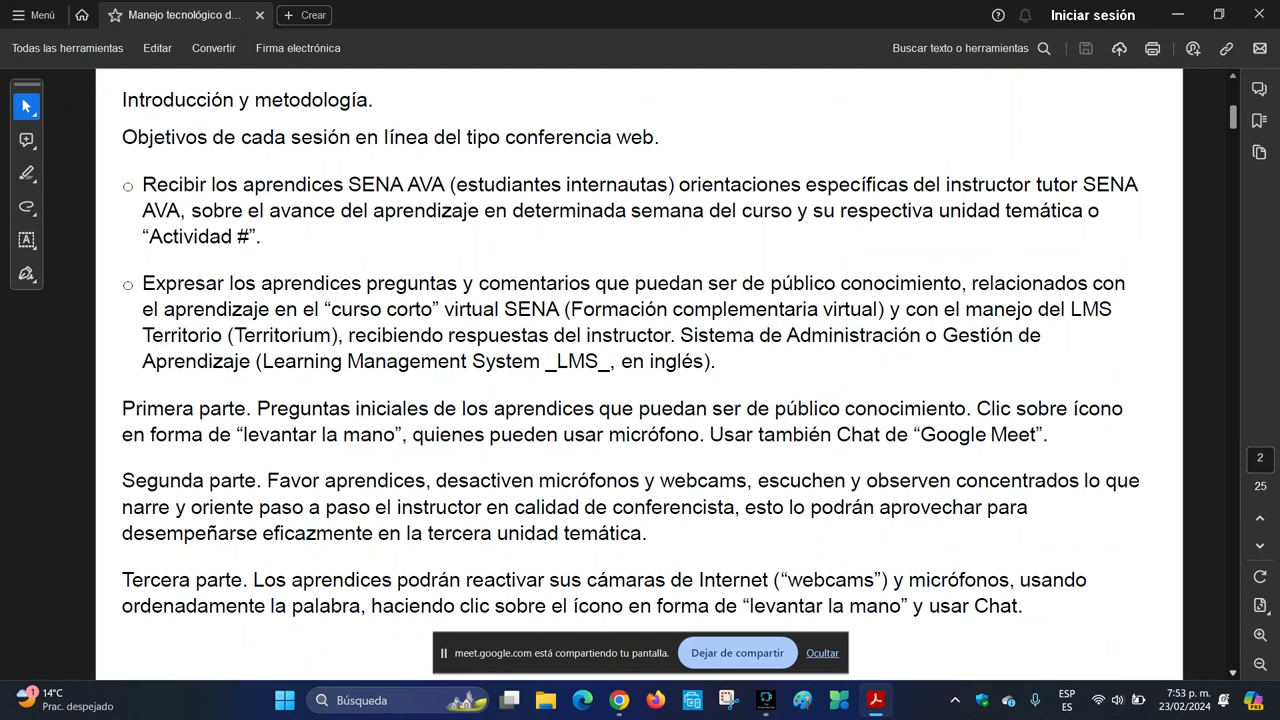 Menú
Manejo tecnológico d...
Crear
Iniciar sesión
Todas las herramientas
Editar
Convertir
Firma electrónica
Buscar texto o herramientas
Introducción y metodología.
Objetivos de cada sesión en línea del tipo conferencia web.
Recibir los aprendices SENA AVA (estudiantes internautas) orientaciones específicas del instructor tutor SENA
AVA, sobre el avance del aprendizaje en determinada semana del curso y su respectiva unidad temática o
“Actividad #”.
Expresar los aprendices preguntas y comentarios que puedan ser de público conocimiento, relacionados con
el aprendizaje en el “curso corto” virtual SENA (Formación complementaria virtual) y con el manejo del LMS
Territorio (Territorium), recibiendo respuestas del instructor. Sistema de Administración o Gestión de
Aprendizaje (Learning Management System _LMS_, en inglés).
Primera parte. Preguntas iniciales de los aprendices que puedan ser de público conocimiento. Clic sobre ícono
en forma de “levantar la mano”, quienes pueden usar micrófono. Usar también Chat de “Google Meet”.
Segunda parte. Favor aprendices, desactiven micrófonos y webcams, escuchen y observen concentrados lo que
narre y oriente paso a paso el instructor en calidad de conferencista, esto lo podrán aprovechar para
desempeñarse eficazmente en la tercera unidad temática.
Tercera parte. Los aprendices podrán reactivar sus cámaras de Internet (“webcams”) y micrófonos, usando
ordenadamente la palabra, haciendo clic sobre el ícono en forma de “levantar la mano” y usar Chat.
2
25
meet.google.com está compartiendo tu pantalla.
Dejar de compartir
Ocultar
1
14°C
Prac. despejado
Búsqueda
ESP
ES
7:53 p. m.
23/02/2024